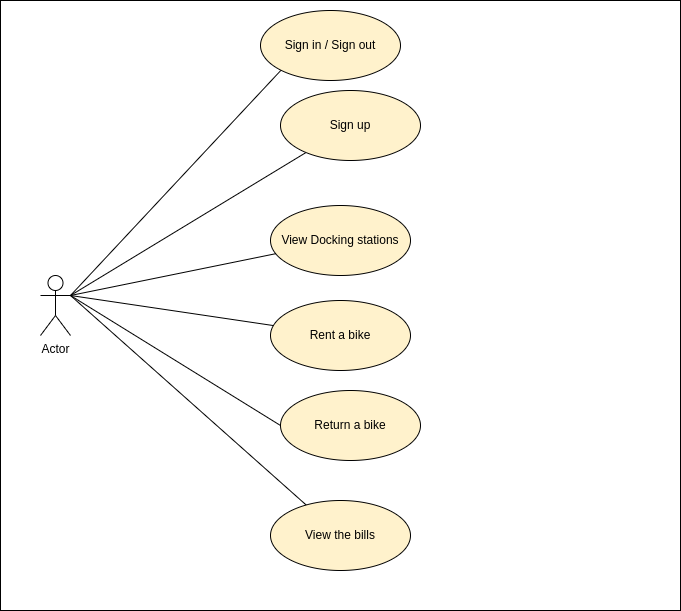 Sign in / Sign out
Sign up
View Docking stations
Rent a bike
Actor
Return a bike
View the bills